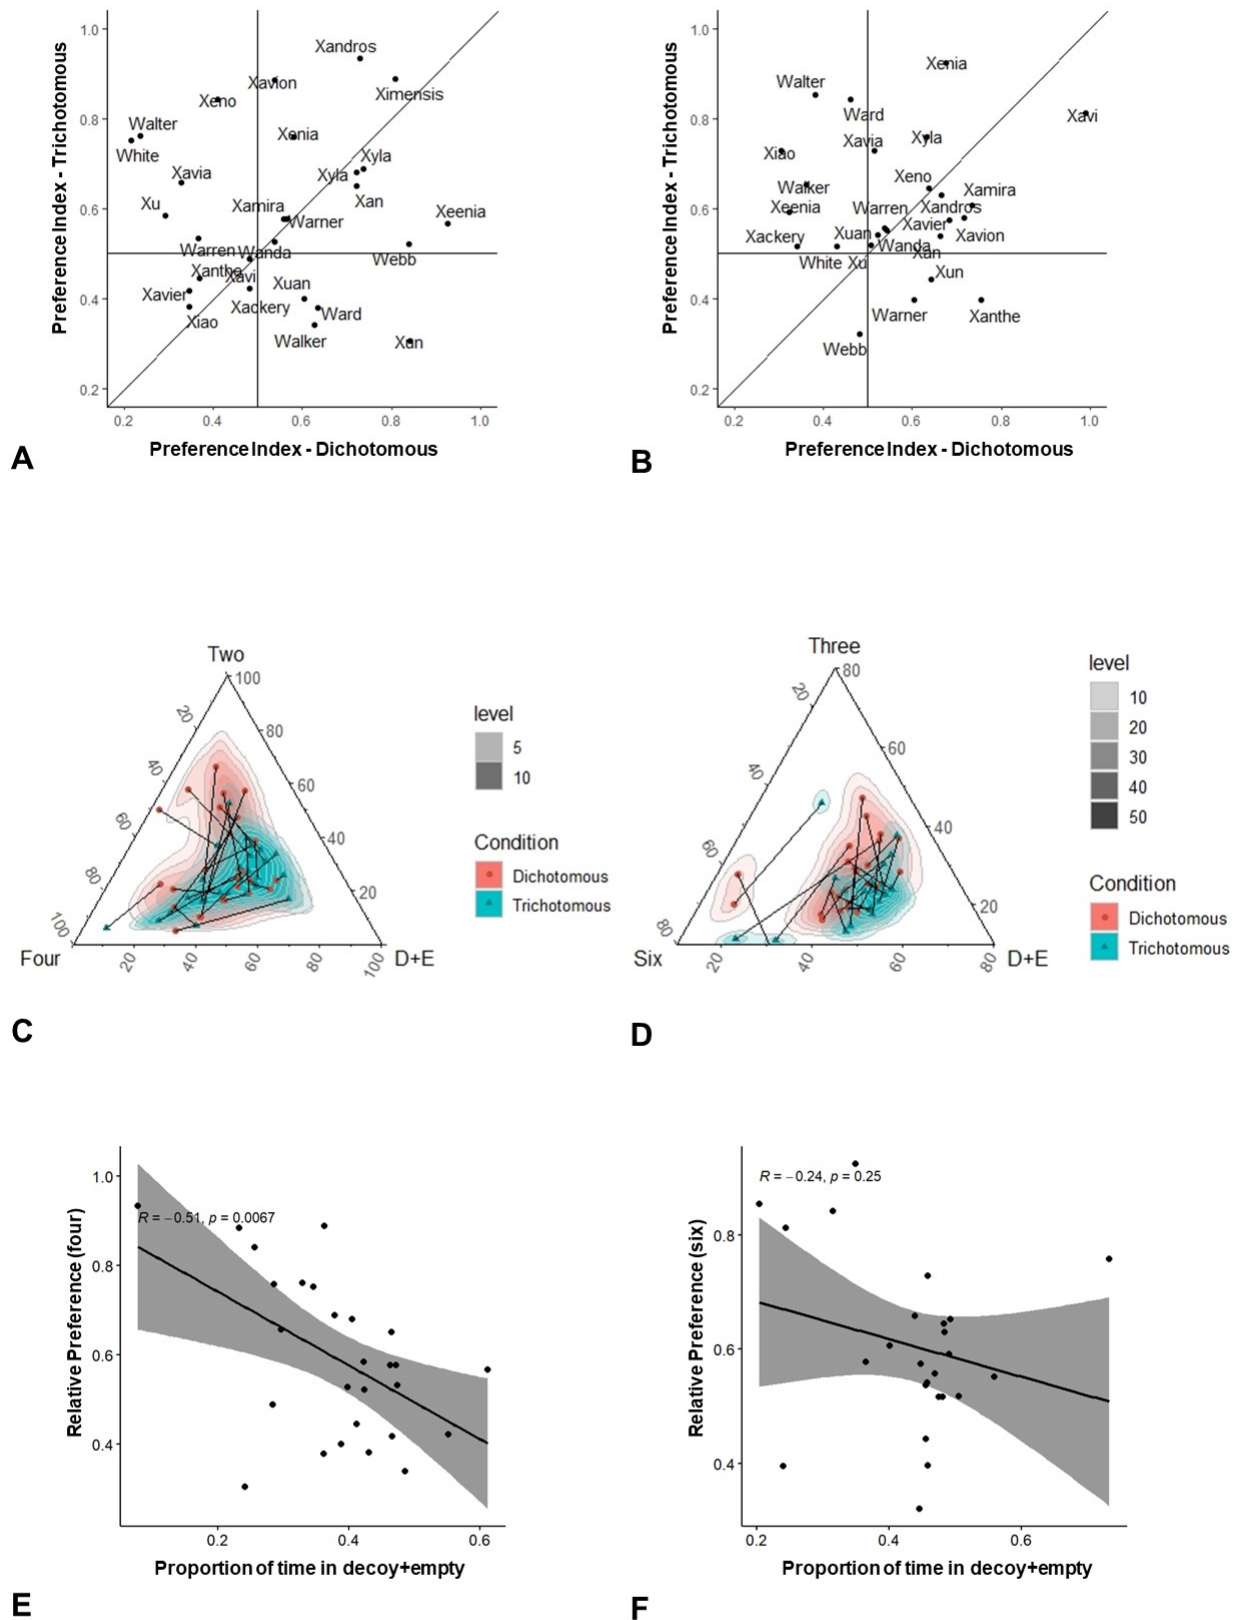 Preference Index - Trichotomous
1.0
0.8
0.6
0.4
0.2
Xandros
Xavion
Ximensis
Xeno
Walter
White
Xenia
Xavia
Xyla
Xyla
Xu
Xan
Xamira
Warner
Xeenia
Warren
Wanda
Webb
Xanthe
Xavi
Xuan
Xavier
Xackery
Ward
Xiao
Walker
Xun
0.2 0.4 0.6 0.8 1.0
Preference Index - Dichotomous
A
Preference Index - Trichotomous
1.0
0.8
0.6
0.4
0.2
Xenia
Walter
Ward
Xavi
Xavia
Xyla
Xiao
Xeno
Walker
Xamira
Xeenia
Warren
Xandros
Xavier
Xackery
Xuan
Xavion
Wanda
Xan
White
Xu
Xun
Warner
Xanthe
Webb
0.2 0.4 0.6 0.8 1.0
Preference Index - Dichotomous
B
Two
100
80
60
40
20
20
40
60
80
100
Four
20 40 60 80 100
D+E
level
5
10
Condition
Dichotomous
Trichotomous
C
Three
80
60
40
20
20
40
60
80
Six
20 40 60 80
D+E
level
10
20
30
40
50
Condition
Dichotomous
Trichotomous
D
Relative Preference (four)
1.0
0.8
0.6
0.4
R = −0.51, p = 0.0067
0.2 0.4 0.6
Proportion of time in decoy+empty
E
Relative Preference (six)
0.8
0.6
0.4
R = −0.24, p = 0.25
0.2 0.4 0.6
Proportion of time in decoy+empty
F